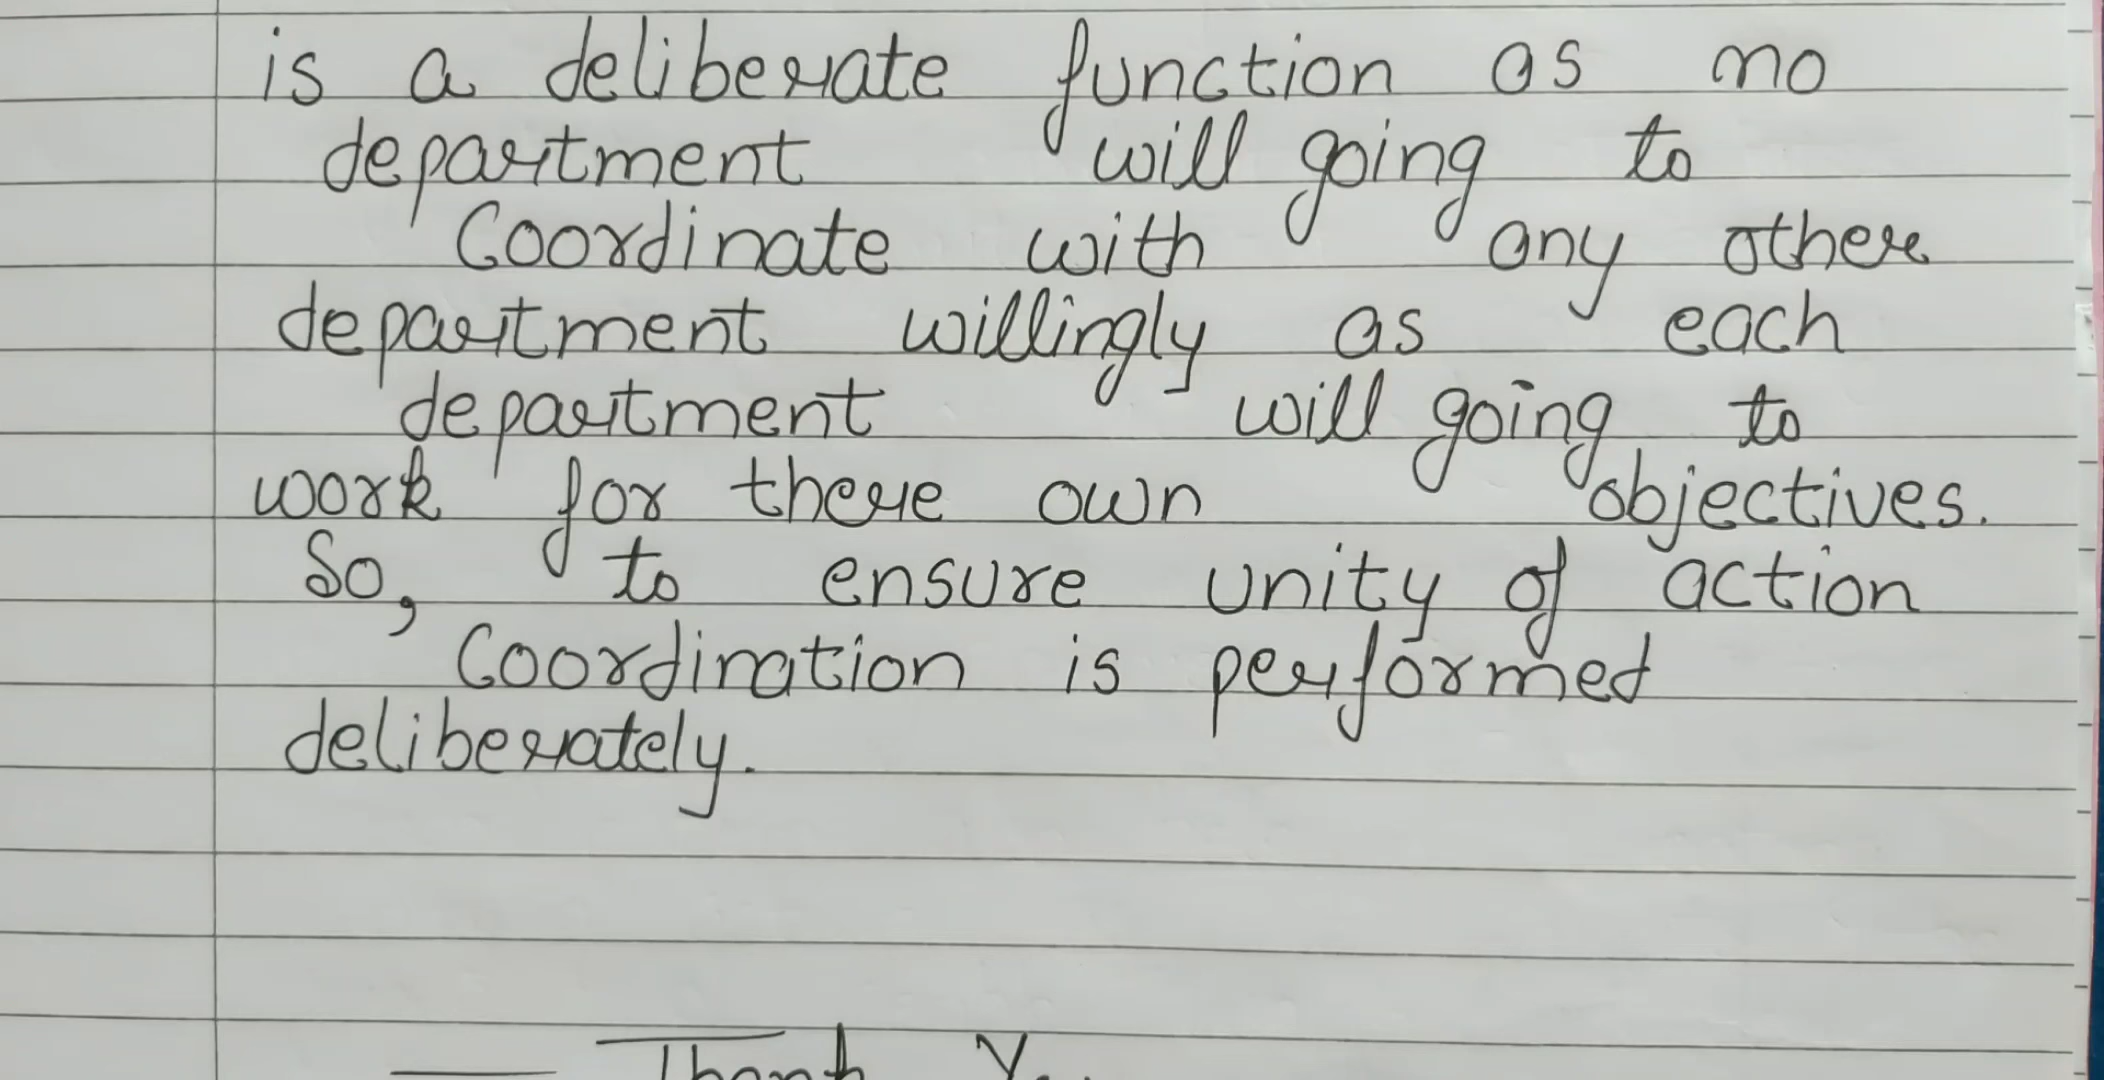 is a deliberate function as no
department will going to
Coordinate with any other
department willingly as each
department will going to
work for there own objectives.
So, to ensure unity of action
Coordination is performed
deliberately.
Thank